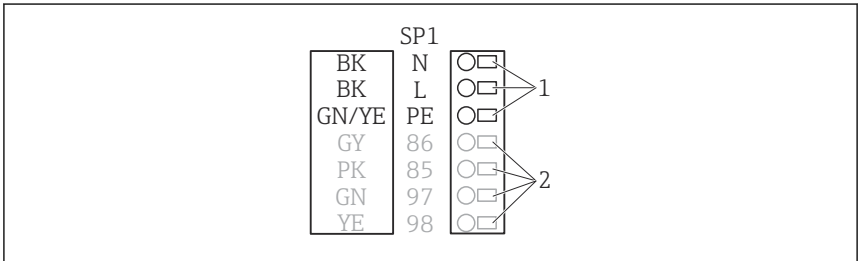 SP1
BK N
BK L 1
GN/YE PE
GY 86
PK 85 2
GN 97
YE 98